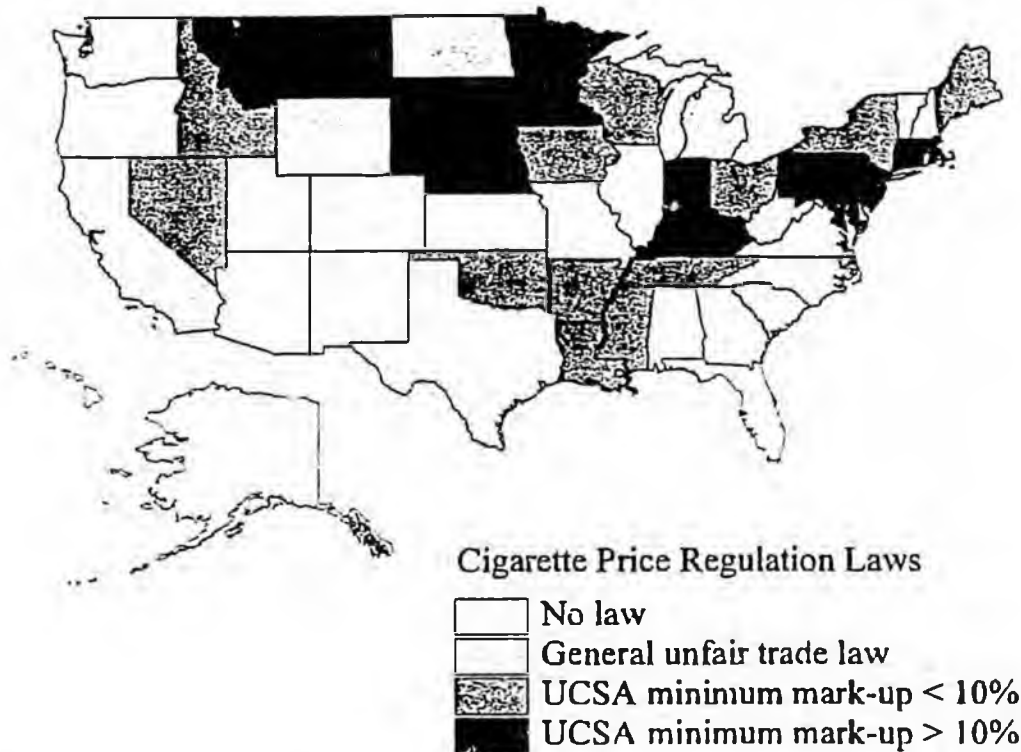 Cigarette Price Regulation Laws
No law
General unfair trade law
UCSA minimum mark-up < 10%
UCSA minimum mark-up > 10%